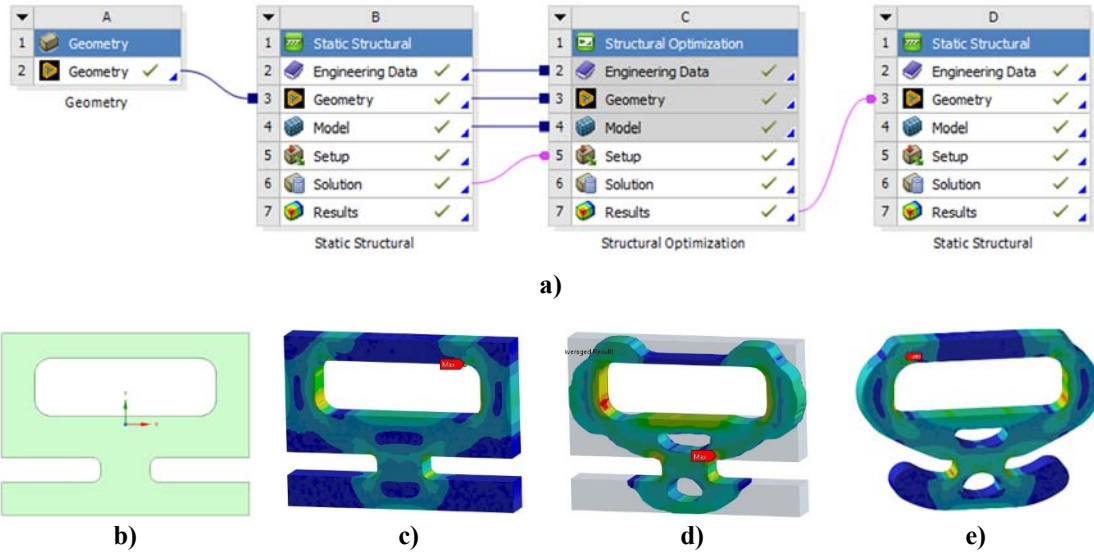 A
1 Geometry
2 Geometry
Geometry
B
1 Static Structural
2 Engineering Data
3 Geometry
4 Model
5 Setup
6 Solution
7 Results
Static Structural
C
1 Structural Optimization
2 Engineering Data
3 Geometry
4 Model
5 Setup
6 Solution
7 Results
Structural Optimization
D
1 Static Structural
2 Engineering Data
3 Geometry
4 Model
5 Setup
6 Solution
7 Results
Static Structural
a)
Max
Averaged Result)
Max
b)
c)
d)
e)